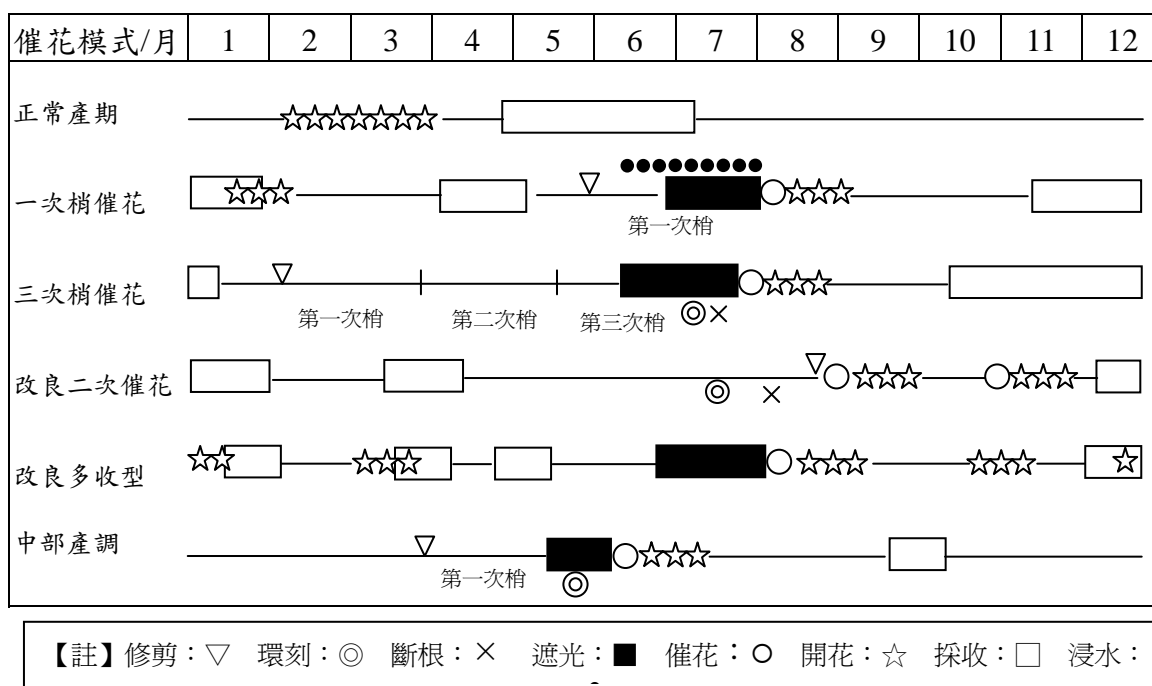 催花模式/月 1 2 3 4 5 6 7 8 9 10 11 12
正常產期
一次梢催花
第一次梢
三次梢催花
第一次梢 第二次梢 第三次梢
改良二次催花
改良多收型
中部產調
第一次梢
【註】修剪：▽ 環刻：◎ 斷根：× 遮光：■ 催花：○ 開花：☆ 採收：□ 浸水：